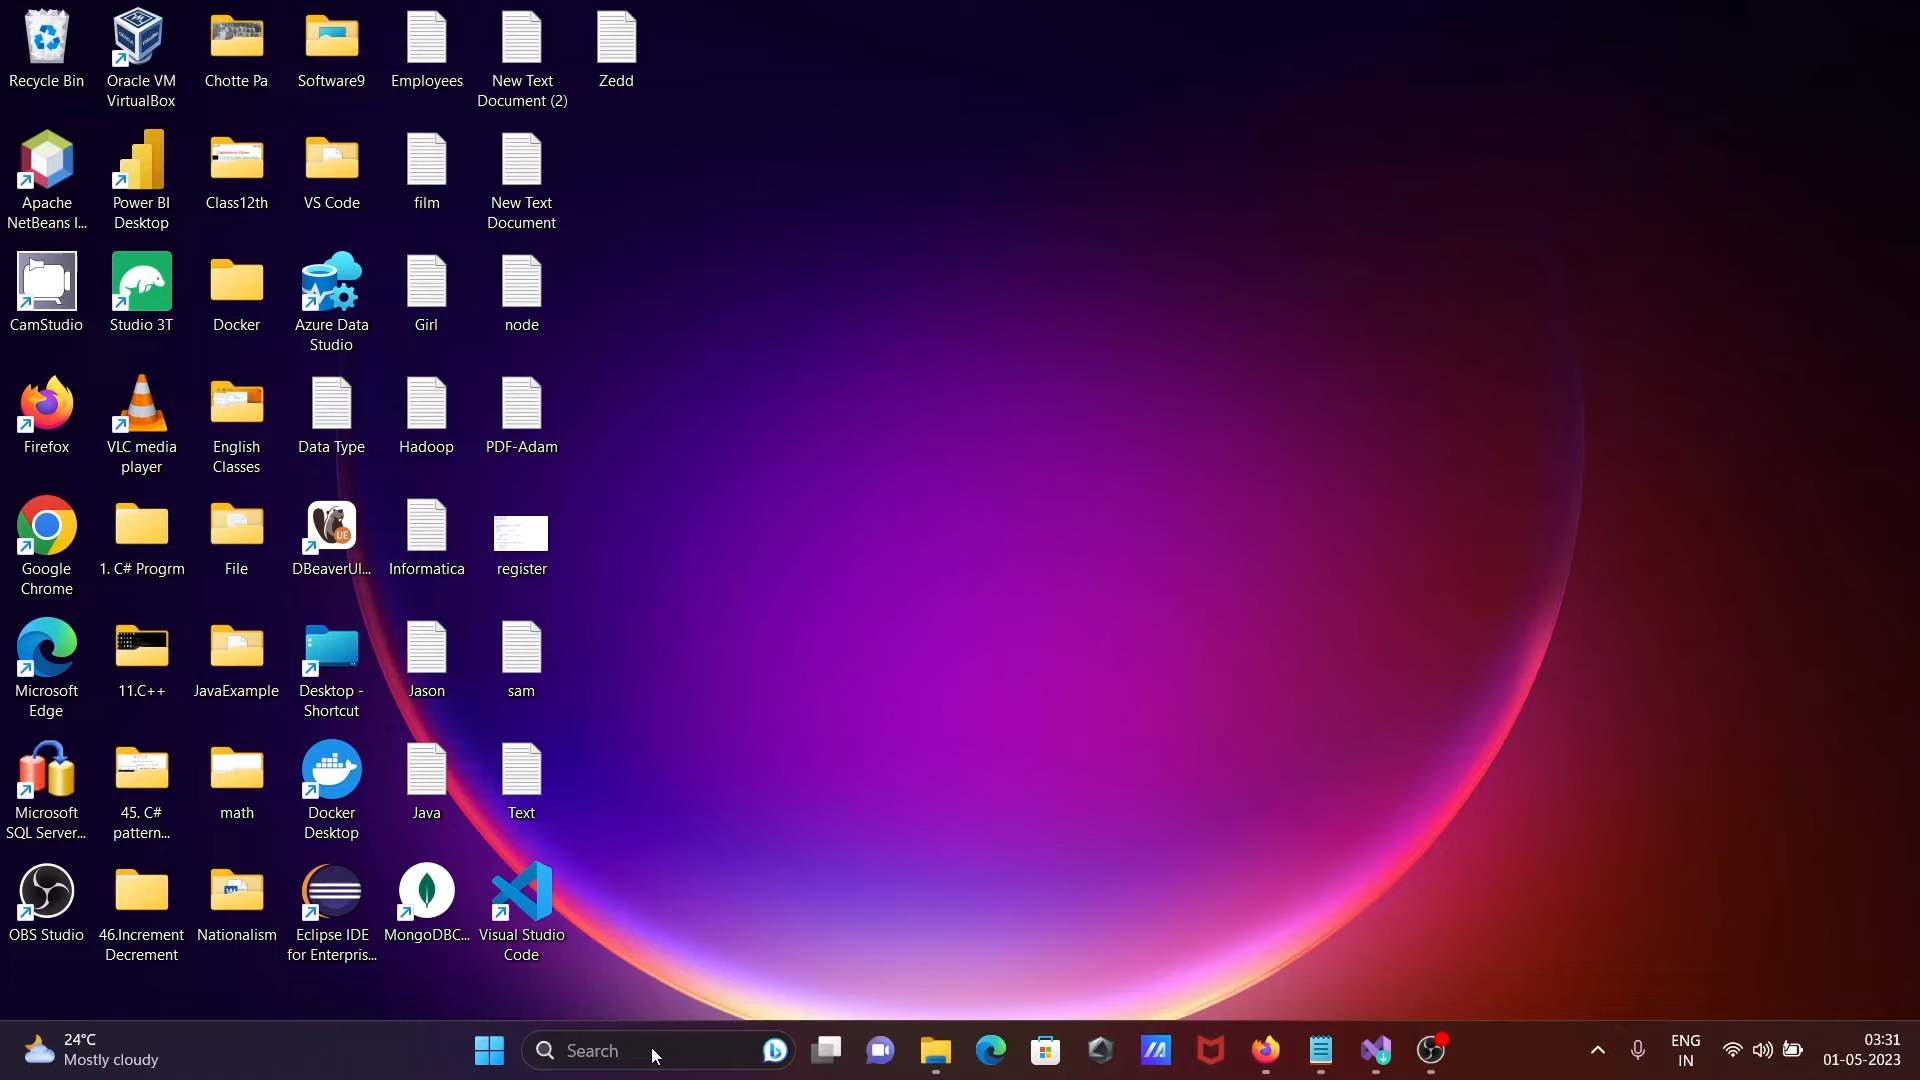 Recycle Bin
Oracle VM
VirtualBox
Chotte Pa
Software9
Employees
New Text
Document (2)
Zedd
Apache
NetBeans I...
Power BI
Desktop
Class12th
VS Code
film
New Text
Document
CamStudio
Studio 3T
Docker
Azure Data
Studio
Girl
node
Firefox
VLC media
player
English
Classes
Data Type
Hadoop
PDF-Adam
Google
Chrome
1. C# Progrm
File
DBeaverUl...
Informatica
register
Microsoft
Edge
11.C++
JavaExample
Desktop -
Shortcut
Jason
sam
Microsoft
SQL Server...
45. C#
pattern...
math
Docker
Desktop
Java
Text
OBS Studio
46.Increment
Decrement
Nationalism
Eclipse IDE
for Enterpris...
MongoDBC...
Visual Studio
Code
24°C
Mostly cloudy
Search
ENG
IN
03:31
01-05-2023